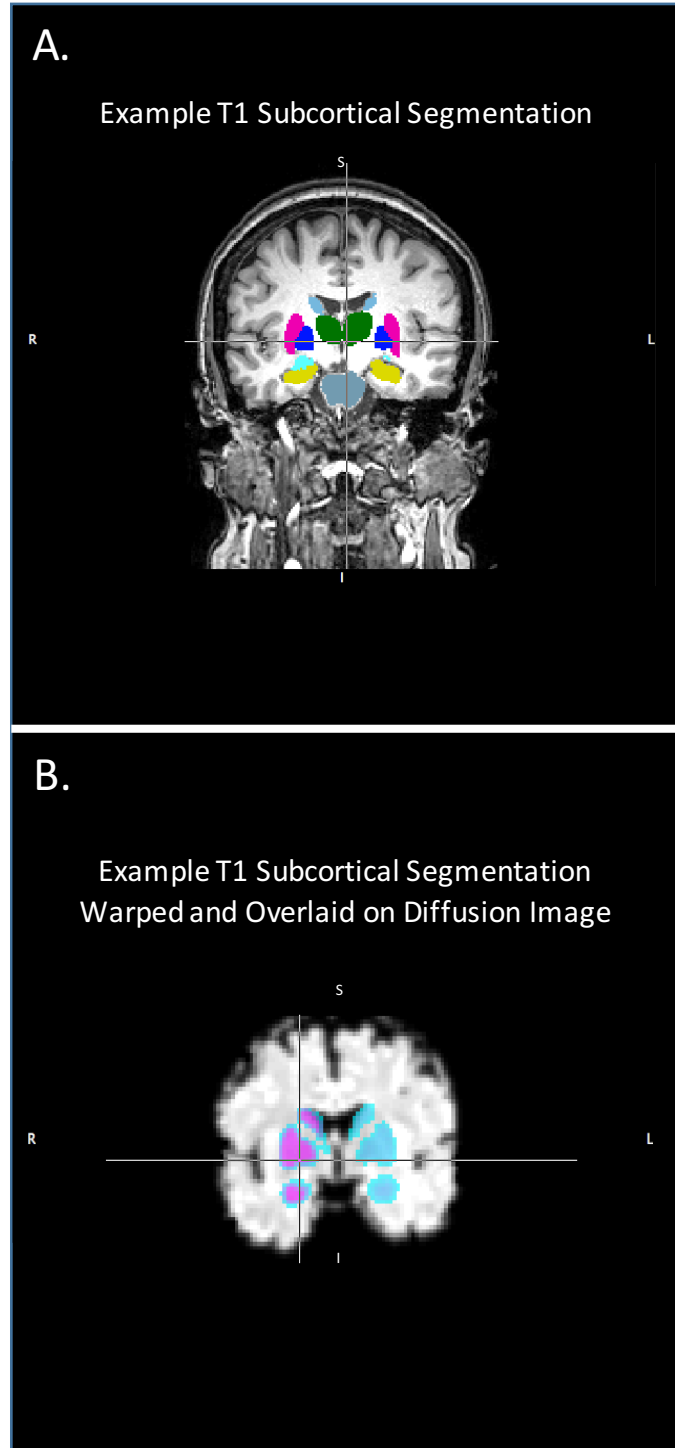 A.
Example T1 Subcortical Segmentation
S
R
L
I
B.
Example T1 Subcortical Segmentation
Warped and Overlaid on Diffusion Image
S
R
L
I